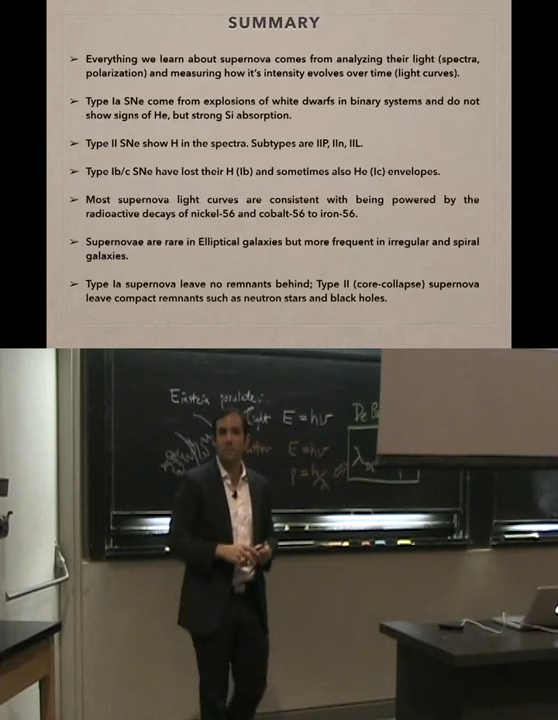 SUMMARY
➢ Everything we learn about supernova comes from analyzing their light (spectra,
polarization) and measuring how it's intensity evolves over time (light curves).
➢ Type Ia SNe come from explosions of white dwarfs in binary systems and do not
show signs of He, but strong Si absorption.
➢ Type II SNe show H in the spectra. Subtypes are IIP, IIn, IIL.
➢ Type Ib/c SNe have lost their H (Ib) and sometimes also He (Ic) envelopes.
➢ Most supernova light curves are consistent with being powered by the
radioactive decays of nickel-56 and cobalt-56 to iron-56.
➢ Supernovae are rare in Elliptical galaxies but more frequent in irregular and spiral
galaxies.
➢ Type Ia supernova leave no remnants behind; Type II (core-collapse) supernova
leave compact remnants such as neutron stars and black holes.
Einstein
E=hν De
E=hν
λ